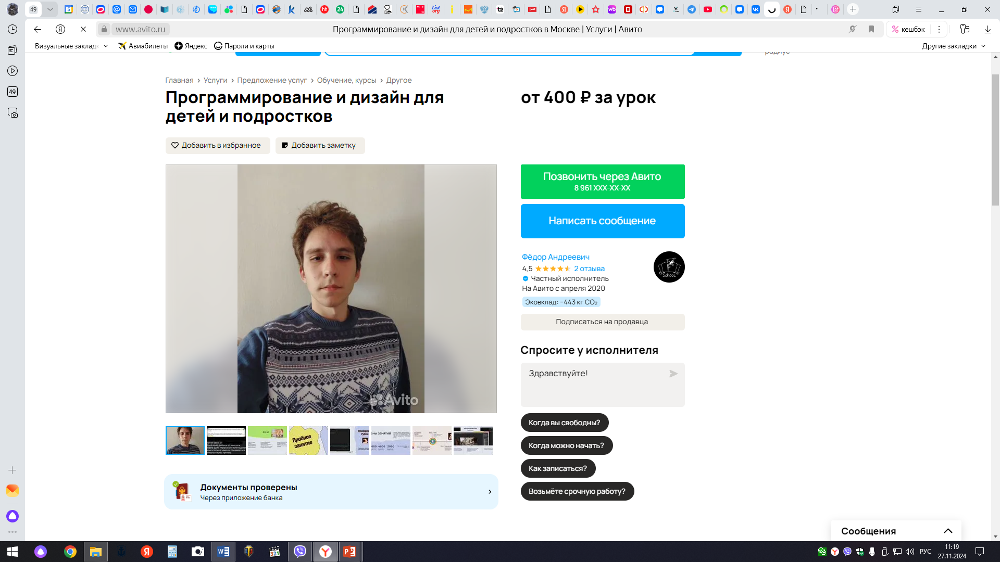 49
www.avito.ru
Программирование и дизайн для детей и подростков в Москве | Услуги | Авито
кешбэк
Визуальные заклад
Авиабилеты
Яндекс
Пароли и карты
Другие закладки
радиус
49
Главная > Услуги > Предложение услуг > Обучение, курсы > Другое
Программирование и дизайн для
детей и подростков
от 400 ₽ за урок
Добавить в избранное
Добавить заметку
Позвонить через Авито
8 961 XXX-XX-XX
Написать сообщение
Фёдор Андреевич
4,5
2 отзыва
Частный исполнитель
На Авито с апреля 2020
Эковклад: −443 кг CO₂
Подписаться на продавца
F
SchooL
Спросите у исполнителя
Здравствуйте!
Avito
Когда вы свободны?
Когда можно начать?
Как записаться?
Возьмёте срочную работу?
Пробное
занятие
Документы проверены
Через приложение банка
Сообщения
РУС
11:19
27.11.2024